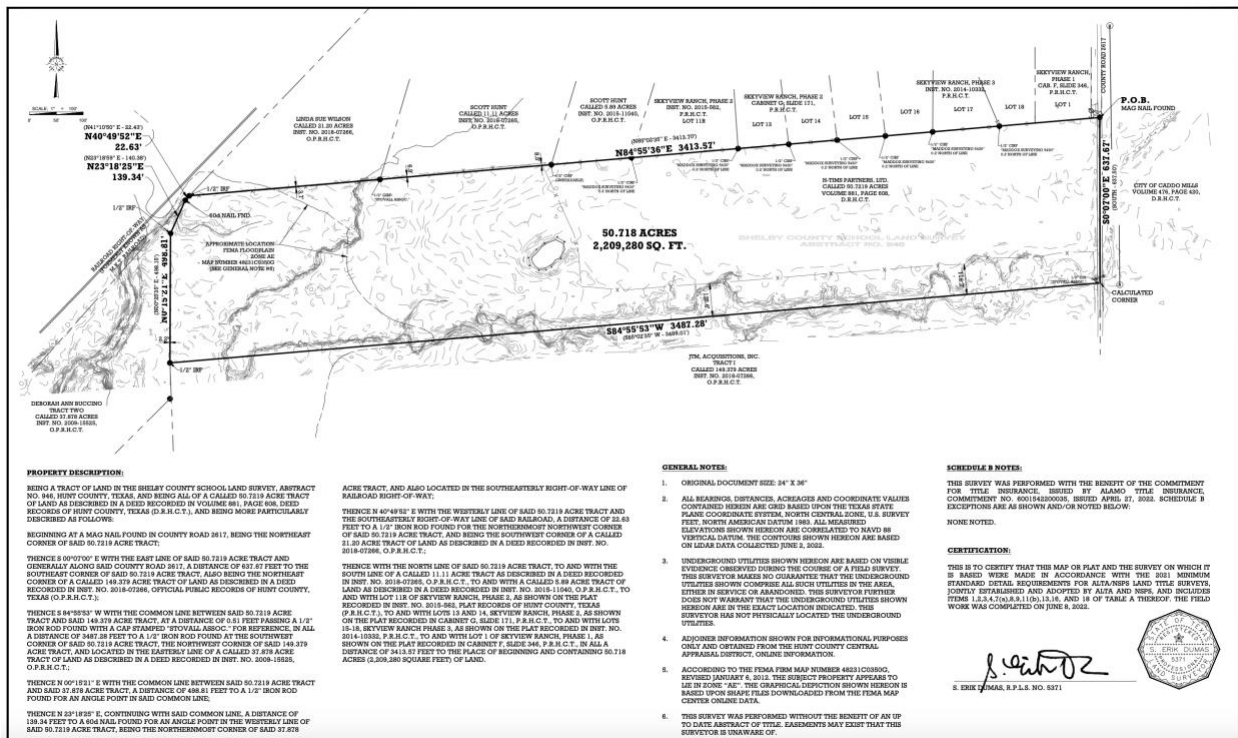 SCALE: 1" = 100'
(N41°10'50" E - 22.43')
N40°49'52"E
22.63'
(N23°18'58" E - 140.38')
N23°18'25"E
139.34'
1/2" IRF
1/2" IRF
60d NAIL FND.
RAILROAD RIGHT-OF-WAY
LINDA SUE WILSON
CALLED 21.20 ACRES
INST. NO. 2018-07266,
O.P.R.H.C.T.
SCOTT HUNT
CALLED 11.11 ACRES
INST. NO. 2018-07265,
O.P.R.H.C.T.
SCOTT HUNT
CALLED 5.89 ACRES
INST. NO. 2015-11040,
O.P.R.H.C.T.
SKYVIEW RANCH, PHASE 2
INST. NO. 2015-562,
P.R.H.C.T.
LOT 11R
SKYVIEW RANCH, PHASE 2
CABINET G, SLIDE 171,
P.R.H.C.T.
LOT 13
LOT 14
LOT 15
LOT 16
SKYVIEW RANCH, PHASE 3
INST. NO. 2014-10332,
P.R.H.C.T.
LOT 17
LOT 18
SKYVIEW RANCH,
PHASE 1
CAB. F, SLIDE 346,
P.R.H.C.T.
LOT 1
COUNTY ROAD 2617
P.O.B.
MAG NAIL FOUND
N84°55'36"E 3413.57'
S0°07'00"E 637.67'
CITY OF CADDO MILLS
VOLUME 476, PAGE 430,
D.R.H.C.T.
CALLED 50.7219 ACRES
VOLUME 881, PAGE 608,
D.R.H.C.T.
APPROXIMATE LOCATION
FEMA FLOODPLAIN
ZONE AE
MAP NUMBER 48231C0350G
50.718 ACRES
2,209,280 SQ. FT.
SHELBY COUNTY SCHOOL LAND SURVEY
ABSTRACT NO. 946
N0°15'21"E 498.81'
S84°55'53"W 3487.28'
CALCULATED
CORNER
1/2" IRF
JTM, ACQUISITIONS, INC.
TRACT 1
CALLED 149.379 ACRES
INST. NO. 2018-07266,
O.P.R.H.C.T.
DEBORAH ANN BUCCINO
TRACT TWO
CALLED 37.878 ACRES
INST. NO. 2009-15525,
O.P.R.H.C.T.
PROPERTY DESCRIPTION:
BEING A TRACT OF LAND IN THE SHELBY COUNTY SCHOOL LAND SURVEY, ABSTRACT
NO. 946, HUNT COUNTY, TEXAS, AND BEING ALL OF A CALLED 50.7219 ACRE TRACT
OF LAND AS DESCRIBED IN A DEED RECORDED IN VOLUME 881, PAGE 608, DEED
RECORDS OF HUNT COUNTY, TEXAS (D.R.H.C.T.), AND BEING MORE PARTICULARLY
DESCRIBED AS FOLLOWS:
BEGINNING AT A MAG NAIL FOUND IN COUNTY ROAD 2617, BEING THE NORTHEAST
CORNER OF SAID 50.7219 ACRE TRACT;
THENCE S 00°07'00" E WITH THE EAST LINE OF SAID 50.7219 ACRE TRACT AND
GENERALLY ALONG SAID COUNTY ROAD 2617, A DISTANCE OF 637.67 FEET TO THE
SOUTHEAST CORNER OF SAID 50.7219 ACRE TRACT, ALSO BEING THE NORTHEAST
CORNER OF A CALLED 149.379 ACRE TRACT OF LAND AS DESCRIBED IN A DEED
RECORDED IN INST. NO. 2018-07266, OFFICIAL PUBLIC RECORDS OF HUNT COUNTY,
TEXAS (O.P.R.H.C.T.);
THENCE S 84°55'53" W WITH THE COMMON LINE BETWEEN SAID 50.7219 ACRE
TRACT AND SAID 149.379 ACRE TRACT, AT A DISTANCE OF 0.51 FEET PASSING A 1/2"
IRON ROD FOUND WITH A CAP STAMPED "STOVALL ASSOC." FOR REFERENCE, IN ALL
A DISTANCE OF 3487.28 FEET TO A 1/2" IRON ROD FOUND AT THE SOUTHWEST
CORNER OF SAID 50.7219 ACRE TRACT, THE NORTHWEST CORNER OF SAID 149.379
ACRE TRACT, AND LOCATED IN THE EASTERLY LINE OF A CALLED 37.878 ACRE
TRACT OF LAND AS DESCRIBED IN A DEED RECORDED IN INST. NO. 2009-15525,
O.P.R.H.C.T.;
THENCE N 00°15'21" E WITH THE COMMON LINE BETWEEN SAID 50.7219 ACRE TRACT
AND SAID 37.878 ACRE TRACT, A DISTANCE OF 498.81 FEET TO A 1/2" IRON ROD
FOUND FOR AN ANGLE POINT IN SAID COMMON LINE;
THENCE N 23°18'25" E, CONTINUING WITH SAID COMMON LINE, A DISTANCE OF
139.34 FEET TO A 60d NAIL FOUND FOR AN ANGLE POINT IN THE WESTERLY LINE OF
SAID 50.7219 ACRE TRACT, BEING THE NORTHERNMOST CORNER OF SAID 37.878
ACRE TRACT, AND ALSO LOCATED IN THE SOUTHEASTERLY RIGHT-OF-WAY LINE OF
RAILROAD RIGHT-OF-WAY;
THENCE N 40°49'52" E WITH THE WESTERLY LINE OF SAID 50.7219 ACRE TRACT AND
THE SOUTHEASTERLY RIGHT-OF-WAY LINE OF SAID RAILROAD, A DISTANCE OF 22.63
FEET TO A 1/2" IRON ROD FOUND FOR THE NORTHERNMOST NORTHWEST CORNER
OF SAID 50.7219 ACRE TRACT, AND BEING THE SOUTHWEST CORNER OF A CALLED
21.20 ACRE TRACT OF LAND AS DESCRIBED IN A DEED RECORDED IN INST. NO.
2018-07266, O.P.R.H.C.T.;
THENCE WITH THE NORTH LINE OF SAID 50.7219 ACRE TRACT, TO AND WITH THE
SOUTH LINE OF A CALLED 11.11 ACRE TRACT AS DESCRIBED IN A DEED RECORDED
IN INST. NO. 2018-07265, O.P.R.H.C.T., TO AND WITH A CALLED 5.89 ACRE TRACT OF
LAND AS DESCRIBED IN A DEED RECORDED IN INST. NO. 2015-11040, O.P.R.H.C.T., TO
AND WITH LOT 11R OF SKYVIEW RANCH, PHASE 2, AS SHOWN ON THE PLAT
RECORDED IN INST. NO. 2015-562, PLAT RECORDS OF HUNT COUNTY, TEXAS
(P.R.H.C.T.), TO AND WITH LOTS 13 AND 14, SKYVIEW RANCH, PHASE 2, AS SHOWN
ON THE PLAT RECORDED IN CABINET G, SLIDE 171, P.R.H.C.T., TO AND WITH LOTS
15-18, SKYVIEW RANCH PHASE 3, AS SHOWN ON THE PLAT RECORDED IN INST. NO.
2014-10332, P.R.H.C.T., TO AND WITH LOT 1 OF SKYVIEW RANCH, PHASE 1, AS
SHOWN ON THE PLAT RECORDED IN CABINET F, SLIDE 346, P.R.H.C.T., IN ALL A
DISTANCE OF 3413.57 FEET TO THE PLACE OF BEGINNING AND CONTAINING 50.718
ACRES (2,209,280 SQUARE FEET) OF LAND.
GENERAL NOTES:
1. ORIGINAL DOCUMENT SIZE: 24" X 36"
2. ALL BEARINGS, DISTANCES, ACREAGES AND COORDINATE VALUES
CONTAINED HEREIN ARE GRID BASED UPON THE TEXAS STATE
PLANE COORDINATE SYSTEM, NORTH CENTRAL ZONE, U.S. SURVEY
FEET, NORTH AMERICAN DATUM 1983. ALL MEASURED
ELEVATIONS SHOWN HEREON ARE CORRELATED TO NAVD 88
VERTICAL DATUM. THE CONTOURS SHOWN HEREON ARE BASED
ON LIDAR DATA COLLECTED JUNE 2, 2022.
3. UNDERGROUND UTILITIES SHOWN HEREON ARE BASED ON VISIBLE
EVIDENCE OBSERVED DURING THE COURSE OF A FIELD SURVEY.
THIS SURVEYOR MAKES NO GUARANTEE THAT THE UNDERGROUND
UTILITIES SHOWN COMPRISE ALL SUCH UTILITIES IN THE AREA,
EITHER IN SERVICE OR ABANDONED. THIS SURVEYOR FURTHER
DOES NOT WARRANT THAT THE UNDERGROUND UTILITIES SHOWN
HEREON ARE IN THE EXACT LOCATION INDICATED. THIS
SURVEYOR HAS NOT PHYSICALLY LOCATED THE UNDERGROUND
UTILITIES.
4. ADJOINER INFORMATION SHOWN FOR INFORMATIONAL PURPOSES
ONLY AND OBTAINED FROM THE HUNT COUNTY CENTRAL
APPRAISAL DISTRICT, ONLINE INFORMATION.
5. ACCORDING TO THE FEMA FIRM MAP NUMBER 48231C0350G,
REVISED JANUARY 6, 2012. THE SUBJECT PROPERTY APPEARS TO
LIE IN ZONE "AE". THE GRAPHICAL DEPICTION SHOWN HEREON IS
BASED UPON SHAPE FILES DOWNLOADED FROM THE FEMA MAP
CENTER ONLINE DATA.
6. THIS SURVEY WAS PERFORMED WITHOUT THE BENEFIT OF AN UP
TO DATE ABSTRACT OF TITLE. EASEMENTS MAY EXIST THAT THIS
SURVEYOR IS UNAWARE OF.
SCHEDULE B NOTES:
THIS SURVEY WAS PERFORMED WITH THE BENEFIT OF THE COMMITMENT
FOR TITLE INSURANCE, ISSUED BY ALAMO TITLE INSURANCE,
COMMITMENT NO. 8001542200035, ISSUED APRIL 27, 2022. SCHEDULE B
EXCEPTIONS ARE AS SHOWN AND/OR NOTED BELOW:
NONE NOTED.
CERTIFICATION:
THIS IS TO CERTIFY THAT THIS MAP OR PLAT AND THE SURVEY ON WHICH IT
IS BASED WERE MADE IN ACCORDANCE WITH THE 2021 MINIMUM
STANDARD DETAIL REQUIREMENTS FOR ALTA/NSPS LAND TITLE SURVEYS,
JOINTLY ESTABLISHED AND ADOPTED BY ALTA AND NSPS, AND INCLUDES
ITEMS 1,2,3,4,7(a),8,9,11(b),13,16, AND 18 OF TABLE A THEREOF. THE FIELD
WORK WAS COMPLETED ON JUNE 8, 2022.
S. ERIK DUMAS, R.P.L.S. NO. 5371
S. ERIK DUMAS
5371